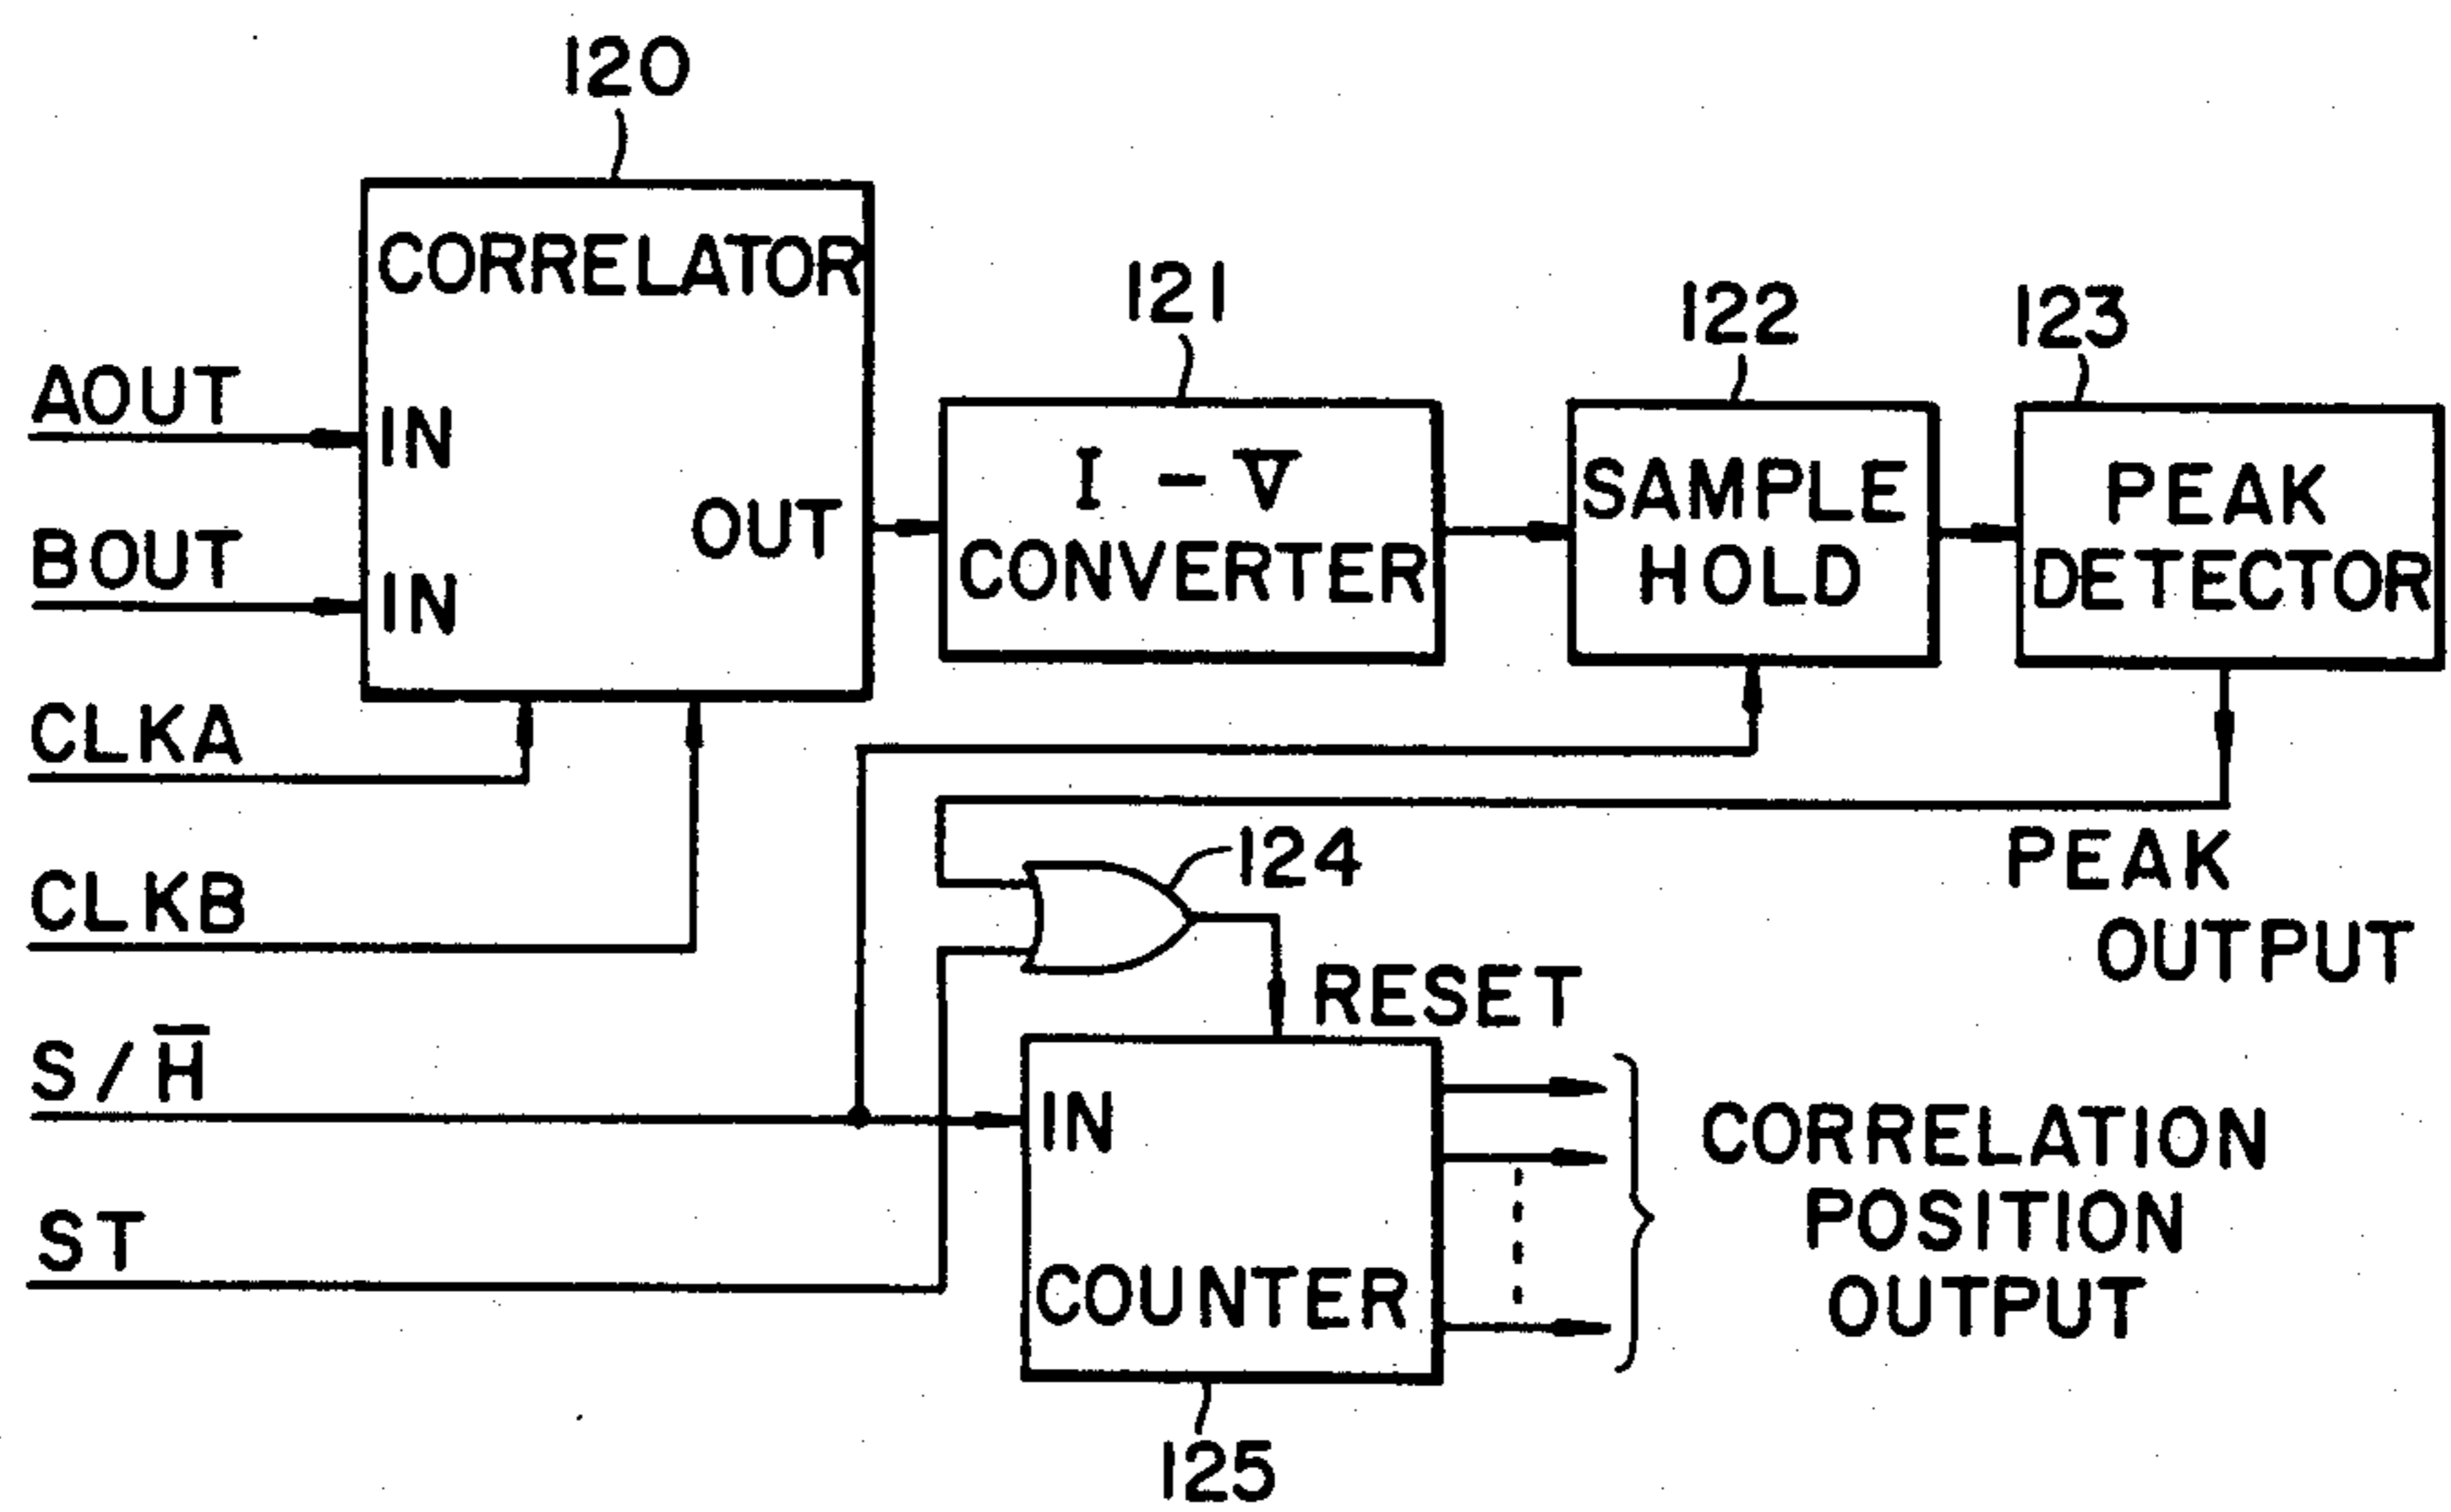 120
CORRELATOR
121
122
123
AOUT
IN
I - V
CONVERTER
SAMPLE
HOLD
PEAK
DETECTOR
OUT
BOUT
IN
CLKA
124
PEAK
OUTPUT
CLKB
RESET
S/H̅
IN
CORRELATION
POSITION
OUTPUT
ST
COUNTER
125